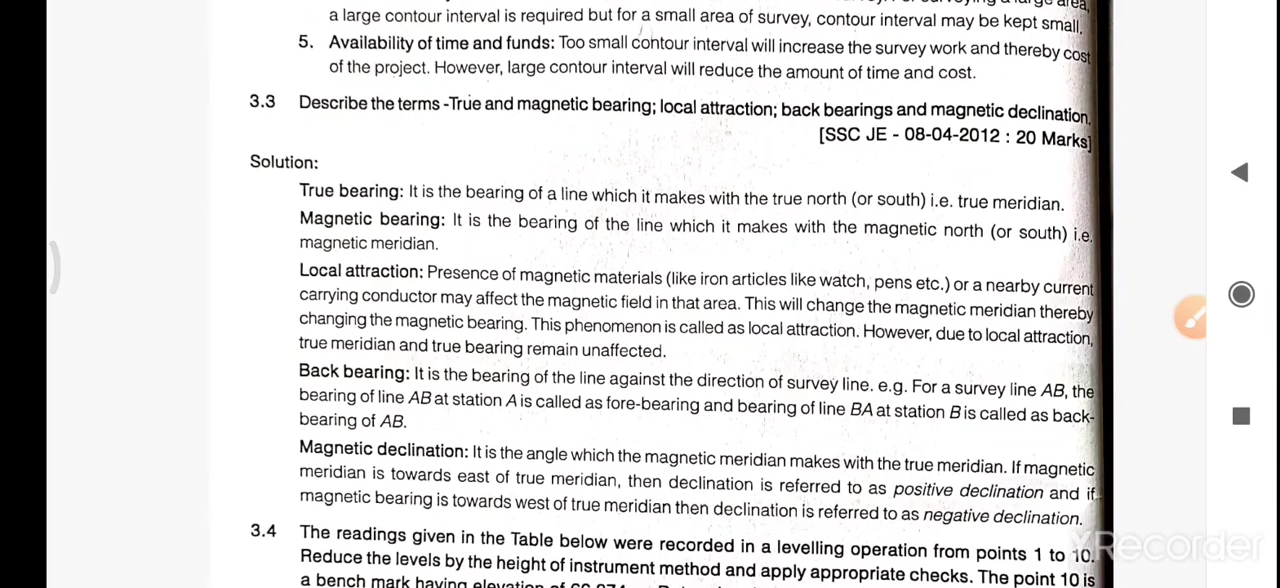 a large contour interval is required but for a small area of survey, contour interval may be kept small.
5. Availability of time and funds: Too small contour interval will increase the survey work and thereby cost
of the project. However, large contour interval will reduce the amount of time and cost.
3.3 Describe the terms -True and magnetic bearing; local attraction; back bearings and magnetic declination.
[SSC JE - 08-04-2012 : 20 Marks]
Solution:
True bearing: It is the bearing of a line which it makes with the true north (or south) i.e. true meridian.
Magnetic bearing: It is the bearing of the line which it makes with the magnetic north (or south) i.e.
magnetic meridian.
Local attraction: Presence of magnetic materials (like iron articles like watch, pens etc.) or a nearby current
carrying conductor may affect the magnetic field in that area. This will change the magnetic meridian thereby
changing the magnetic bearing. This phenomenon is called as local attraction. However, due to local attraction,
true meridian and true bearing remain unaffected.
Back bearing: It is the bearing of the line against the direction of survey line. e.g. For a survey line AB, the
bearing of line AB at station A is called as fore-bearing and bearing of line BA at station B is called as back-
bearing of AB.
Magnetic declination: It is the angle which the magnetic meridian makes with the true meridian. If magnetic
meridian is towards east of true meridian, then declination is referred to as positive declination and if
magnetic bearing is towards west of true meridian then declination is referred to as negative declination.
3.4 The readings given in the Table below were recorded in a levelling operation from points 1 to 10.
Reduce the levels by the height of instrument method and apply appropriate checks. The point 10 is
a bench mark having elevation of
XRecorder